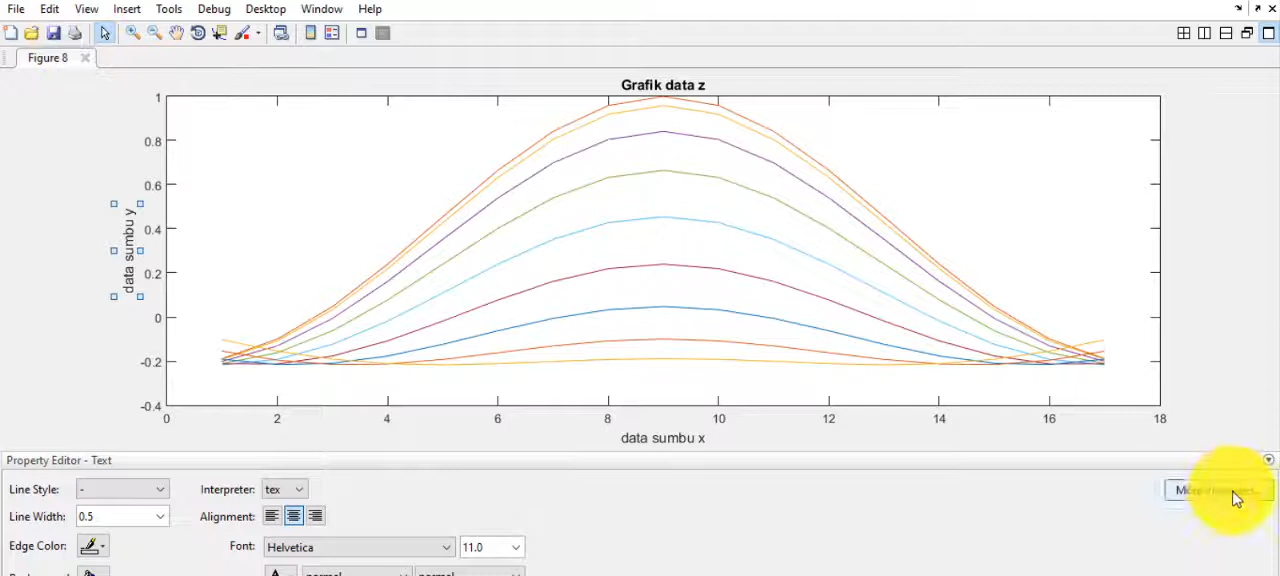 File Edit View Insert Tools Debug Desktop Window Help
Figure 8
Grafik data z
1
0.8
0.6
0.4
0.2
0
-0.2
-0.4
data sumbu y
0 2 4 6 8 10 12 14 16 18
data sumbu x
Property Editor - Text
Line Style: - Interpreter: tex
Line Width: 0.5 Alignment:
Edge Color: Font: Helvetica 11.0